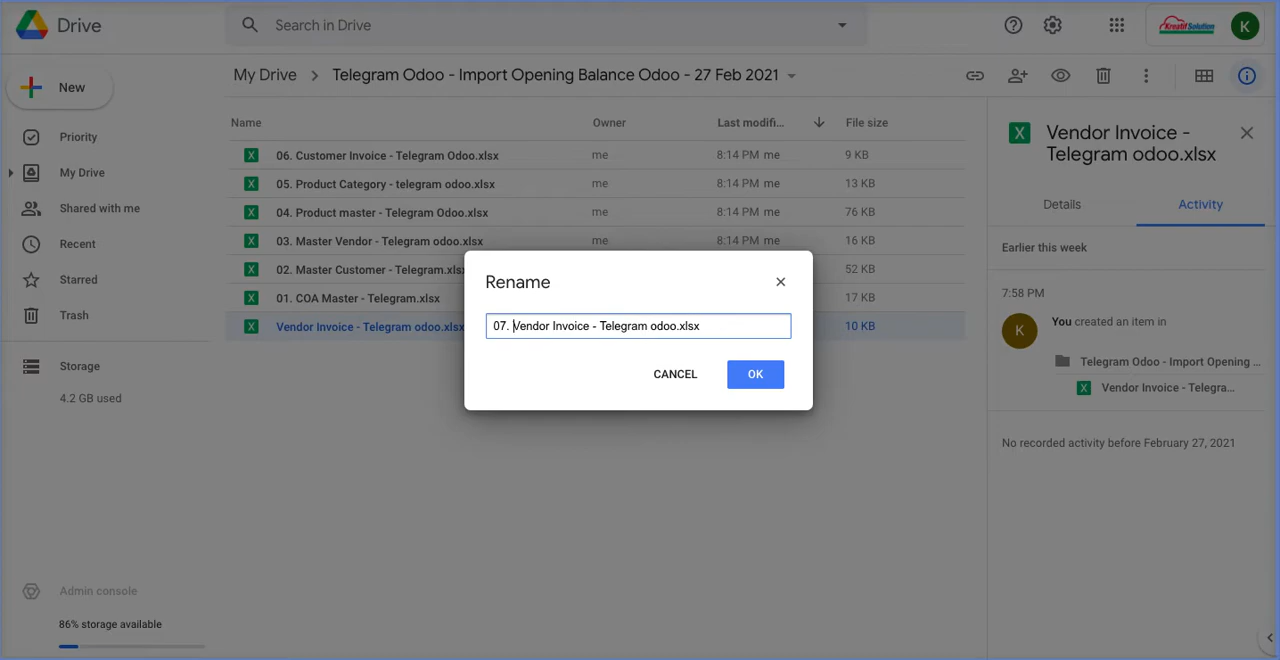 Drive
Search in Drive
Kreatif Solution
K
New
My Drive
Telegram Odoo - Import Opening Balance Odoo - 27 Feb 2021
Priority
My Drive
Shared with me
Recent
Starred
Trash
Storage
4.2 GB used
Admin console
86% storage available
Name Owner Last modifi... File size
06. Customer Invoice - Telegram Odoo.xlsx me 8:14 PM me 9 KB
05. Product Category - telegram odoo.xlsx me 8:14 PM me 13 KB
04. Product master - Telegram Odoo.xlsx me 8:14 PM me 76 KB
03. Master Vendor - Telegram odoo.xlsx me 8:14 PM me 16 KB
02. Master Customer - Telegram.xlsx 52 KB
01. COA Master - Telegram.xlsx 17 KB
Vendor Invoice - Telegram odoo.xlsx 10 KB
Rename
07. Vendor Invoice - Telegram odoo.xlsx
CANCEL
OK
X
Vendor Invoice -
Telegram odoo.xlsx
Details
Activity
Earlier this week
7:58 PM
K
You created an item in
Telegram Odoo - Import Opening ...
X
Vendor Invoice - Telegra...
No recorded activity before February 27, 2021